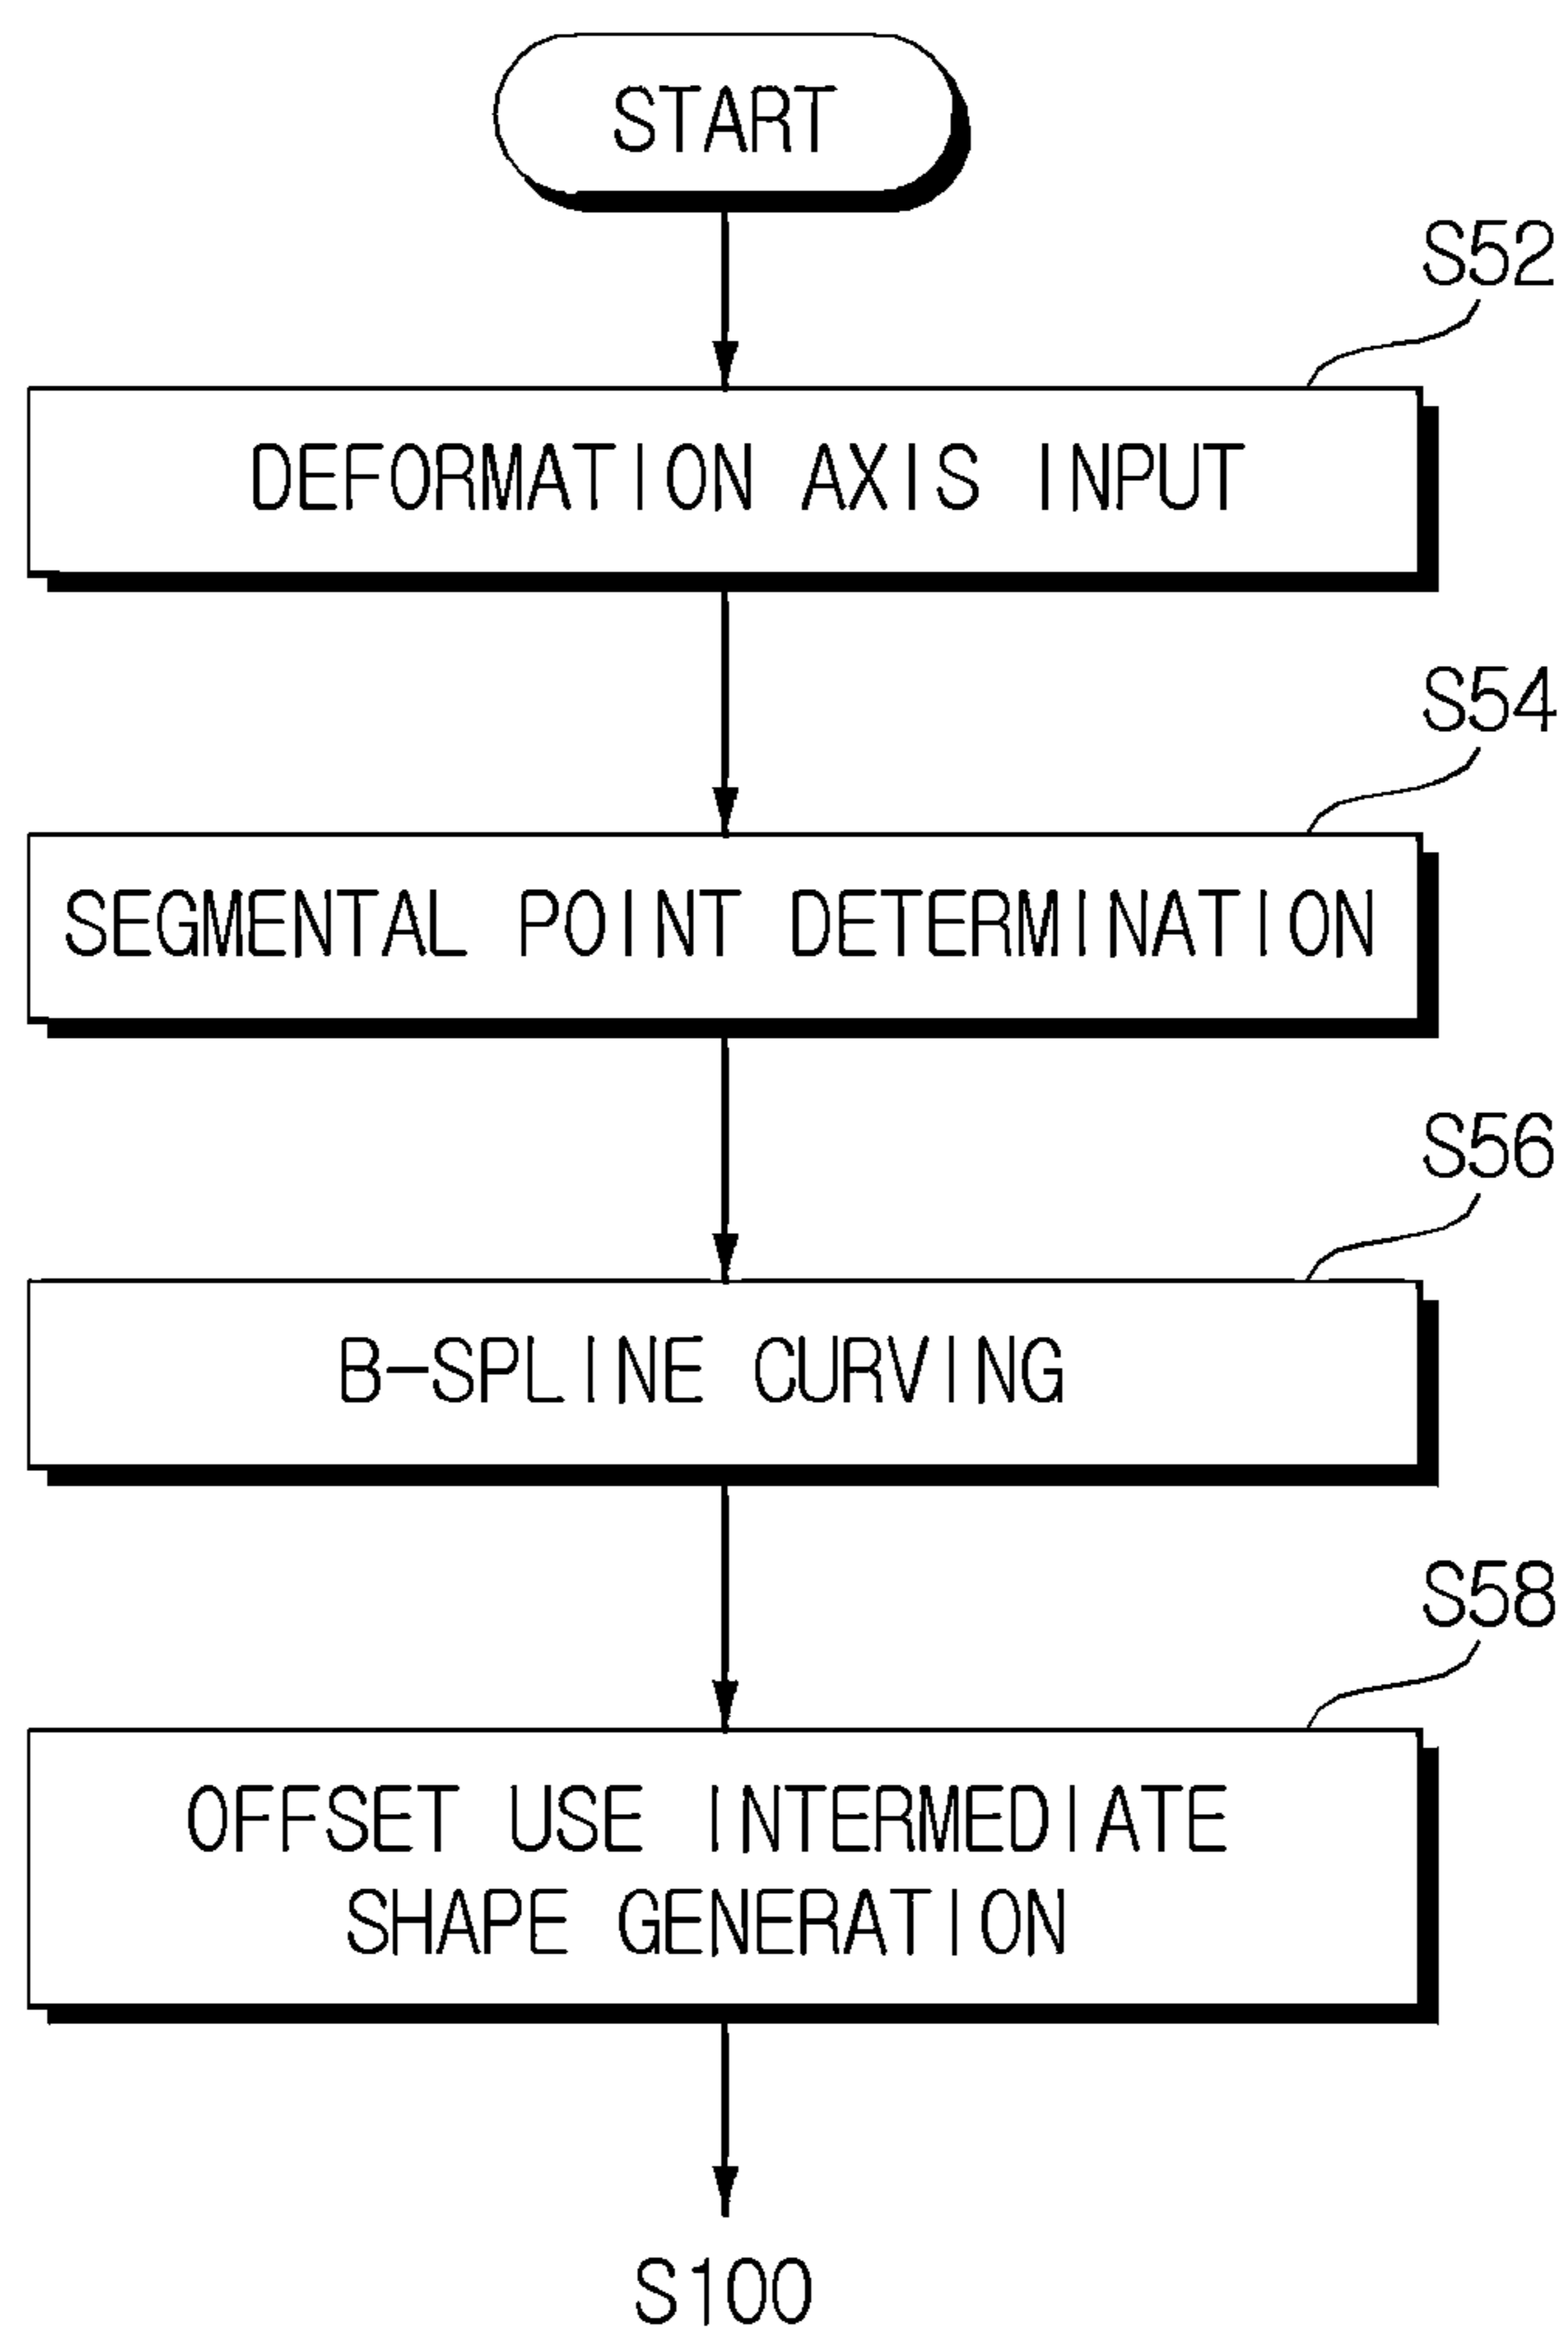 START
S52
DEFORMATION AXIS INPUT
S54
SEGMENTAL POINT DETERMINATION
S56
B-SPLINE CURVING
S58
OFFSET USE INTERMEDIATE
SHAPE GENERATION
S100